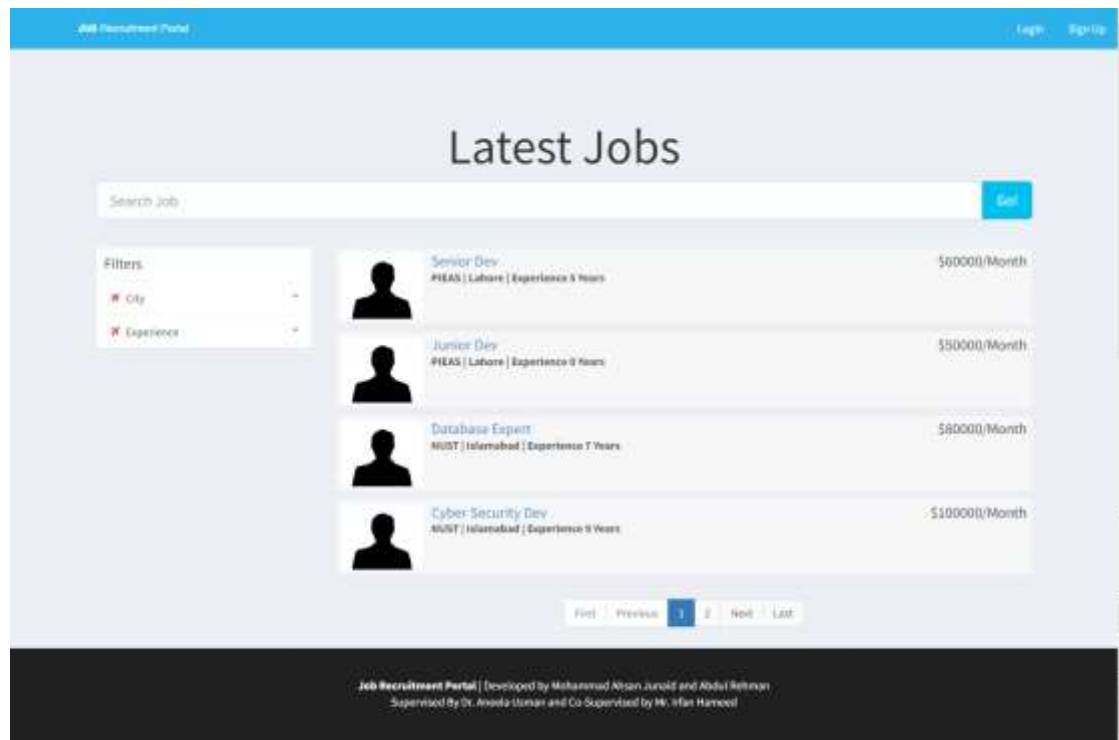 JOB Recruitment Portal
Login Sign Up
Latest Jobs
Search Job Go!
Filters
City
Experience
Senior Dev $60000/Month
PIEAS | Lahore | Experience 5 Years
Junior Dev $50000/Month
PIEAS | Lahore | Experience 0 Years
Database Expert $80000/Month
NUST | Islamabad | Experience 7 Years
Cyber Security Dev $100000/Month
NUST | Islamabad | Experience 9 Years
First Previous 1 2 Next Last
Job Recruitment Portal | Developed by Mohammad Ahsan Junaid and Abdul Rehman
Supervised By Dr. Aneela Usman and Co-Supervised by Mr. Irfan Hameed